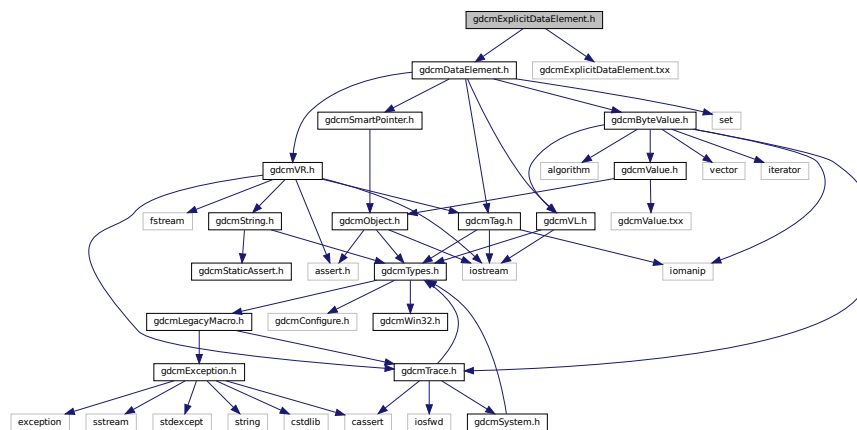 gdcmExplicitDataElement.h
gdcmDataElement.h
gdcmExplicitDataElement.txx
gdcmSmartPointer.h
gdcmByteValue.h
set
gdcmVR.h
algorithm
gdcmValue.h
vector
iterator
fstream
gdcmString.h
gdcmObject.h
gdcmTag.h
gdcmVL.h
gdcmValue.txx
gdcmStaticAssert.h
assert.h
gdcmTypes.h
iostream
iomanip
gdcmLegacyMacro.h
gdcmConfigure.h
gdcmWin32.h
gdcmException.h
gdcmTrace.h
exception
sstream
stdexcept
string
cstdlib
cassert
iosfwd
gdcmSystem.h